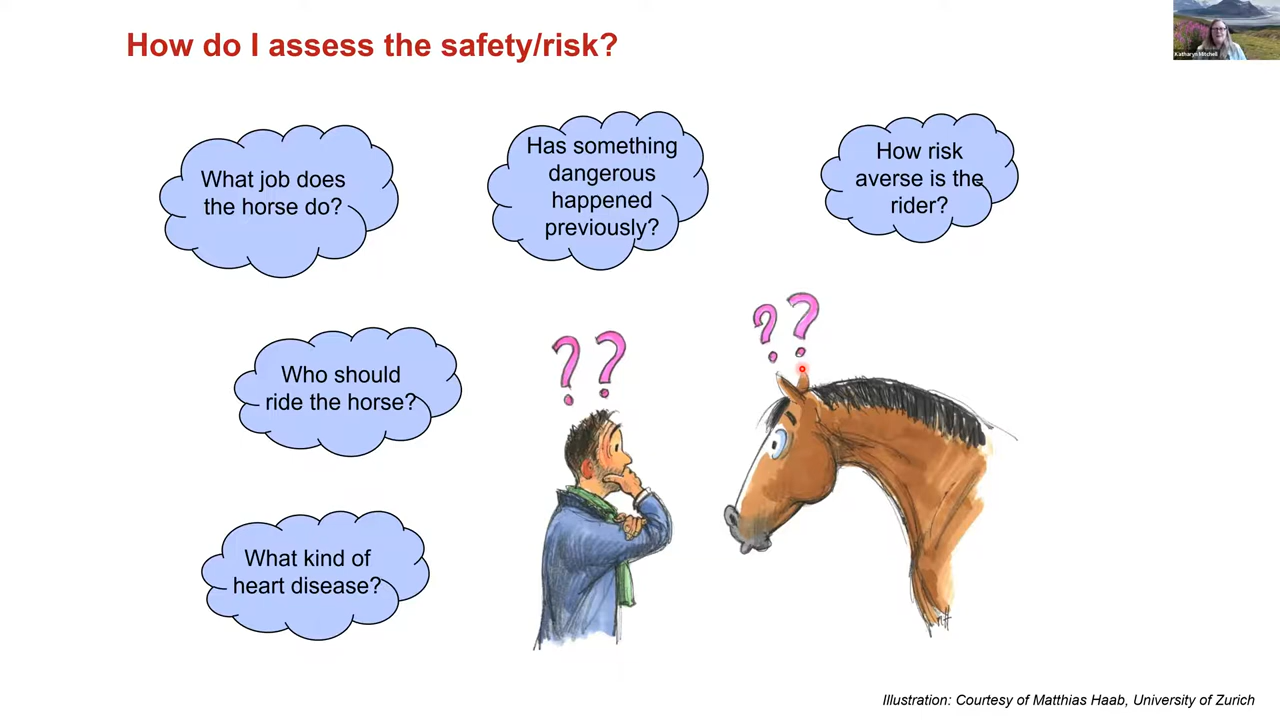 How do I assess the safety/risk?
Katharyn Mitchell
What job does
the horse do?
Has something
dangerous
happened
previously?
How risk
averse is the
rider?
? ?
? ?
Who should
ride the horse?
What kind of
heart disease?
Illustration: Courtesy of Matthias Haab, University of Zurich